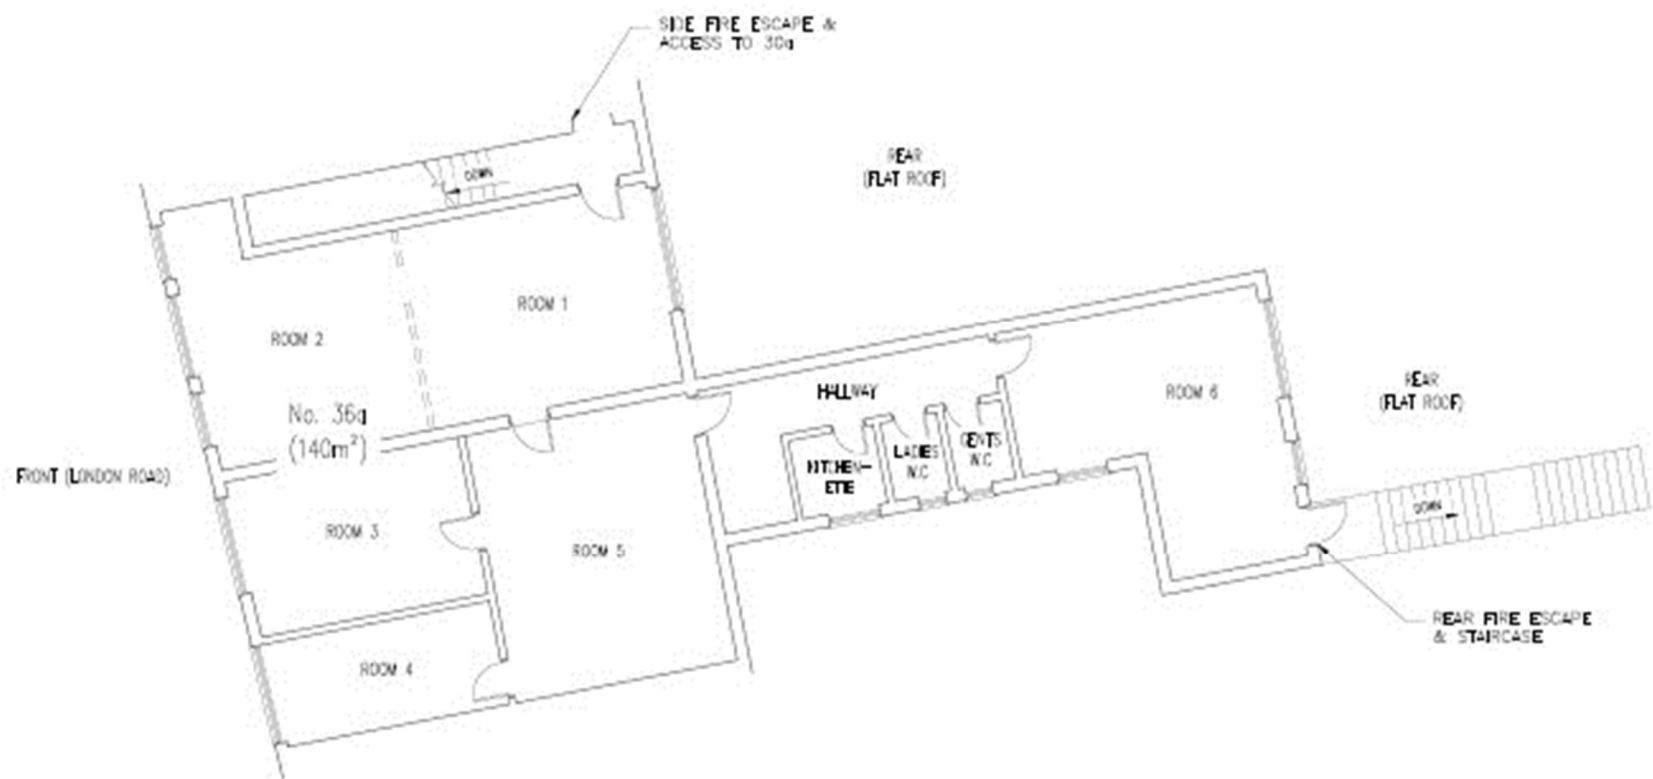 SIDE FIRE ESCAPE &
ACCESS TO 30a
DOWN
REAR
(FLAT ROOF)
ROOM 1
ROOM 2
HALLWAY
ROOM 6
REAR
(FLAT ROOF)
No. 36a
(140m²)
FRONT (LONDON ROAD)
KITCHEN-
ETTE
LADIES
W.C
GENTS
W.C
DOWN
ROOM 3
ROOM 5
ROOM 4
REAR FIRE ESCAPE
& STAIRCASE